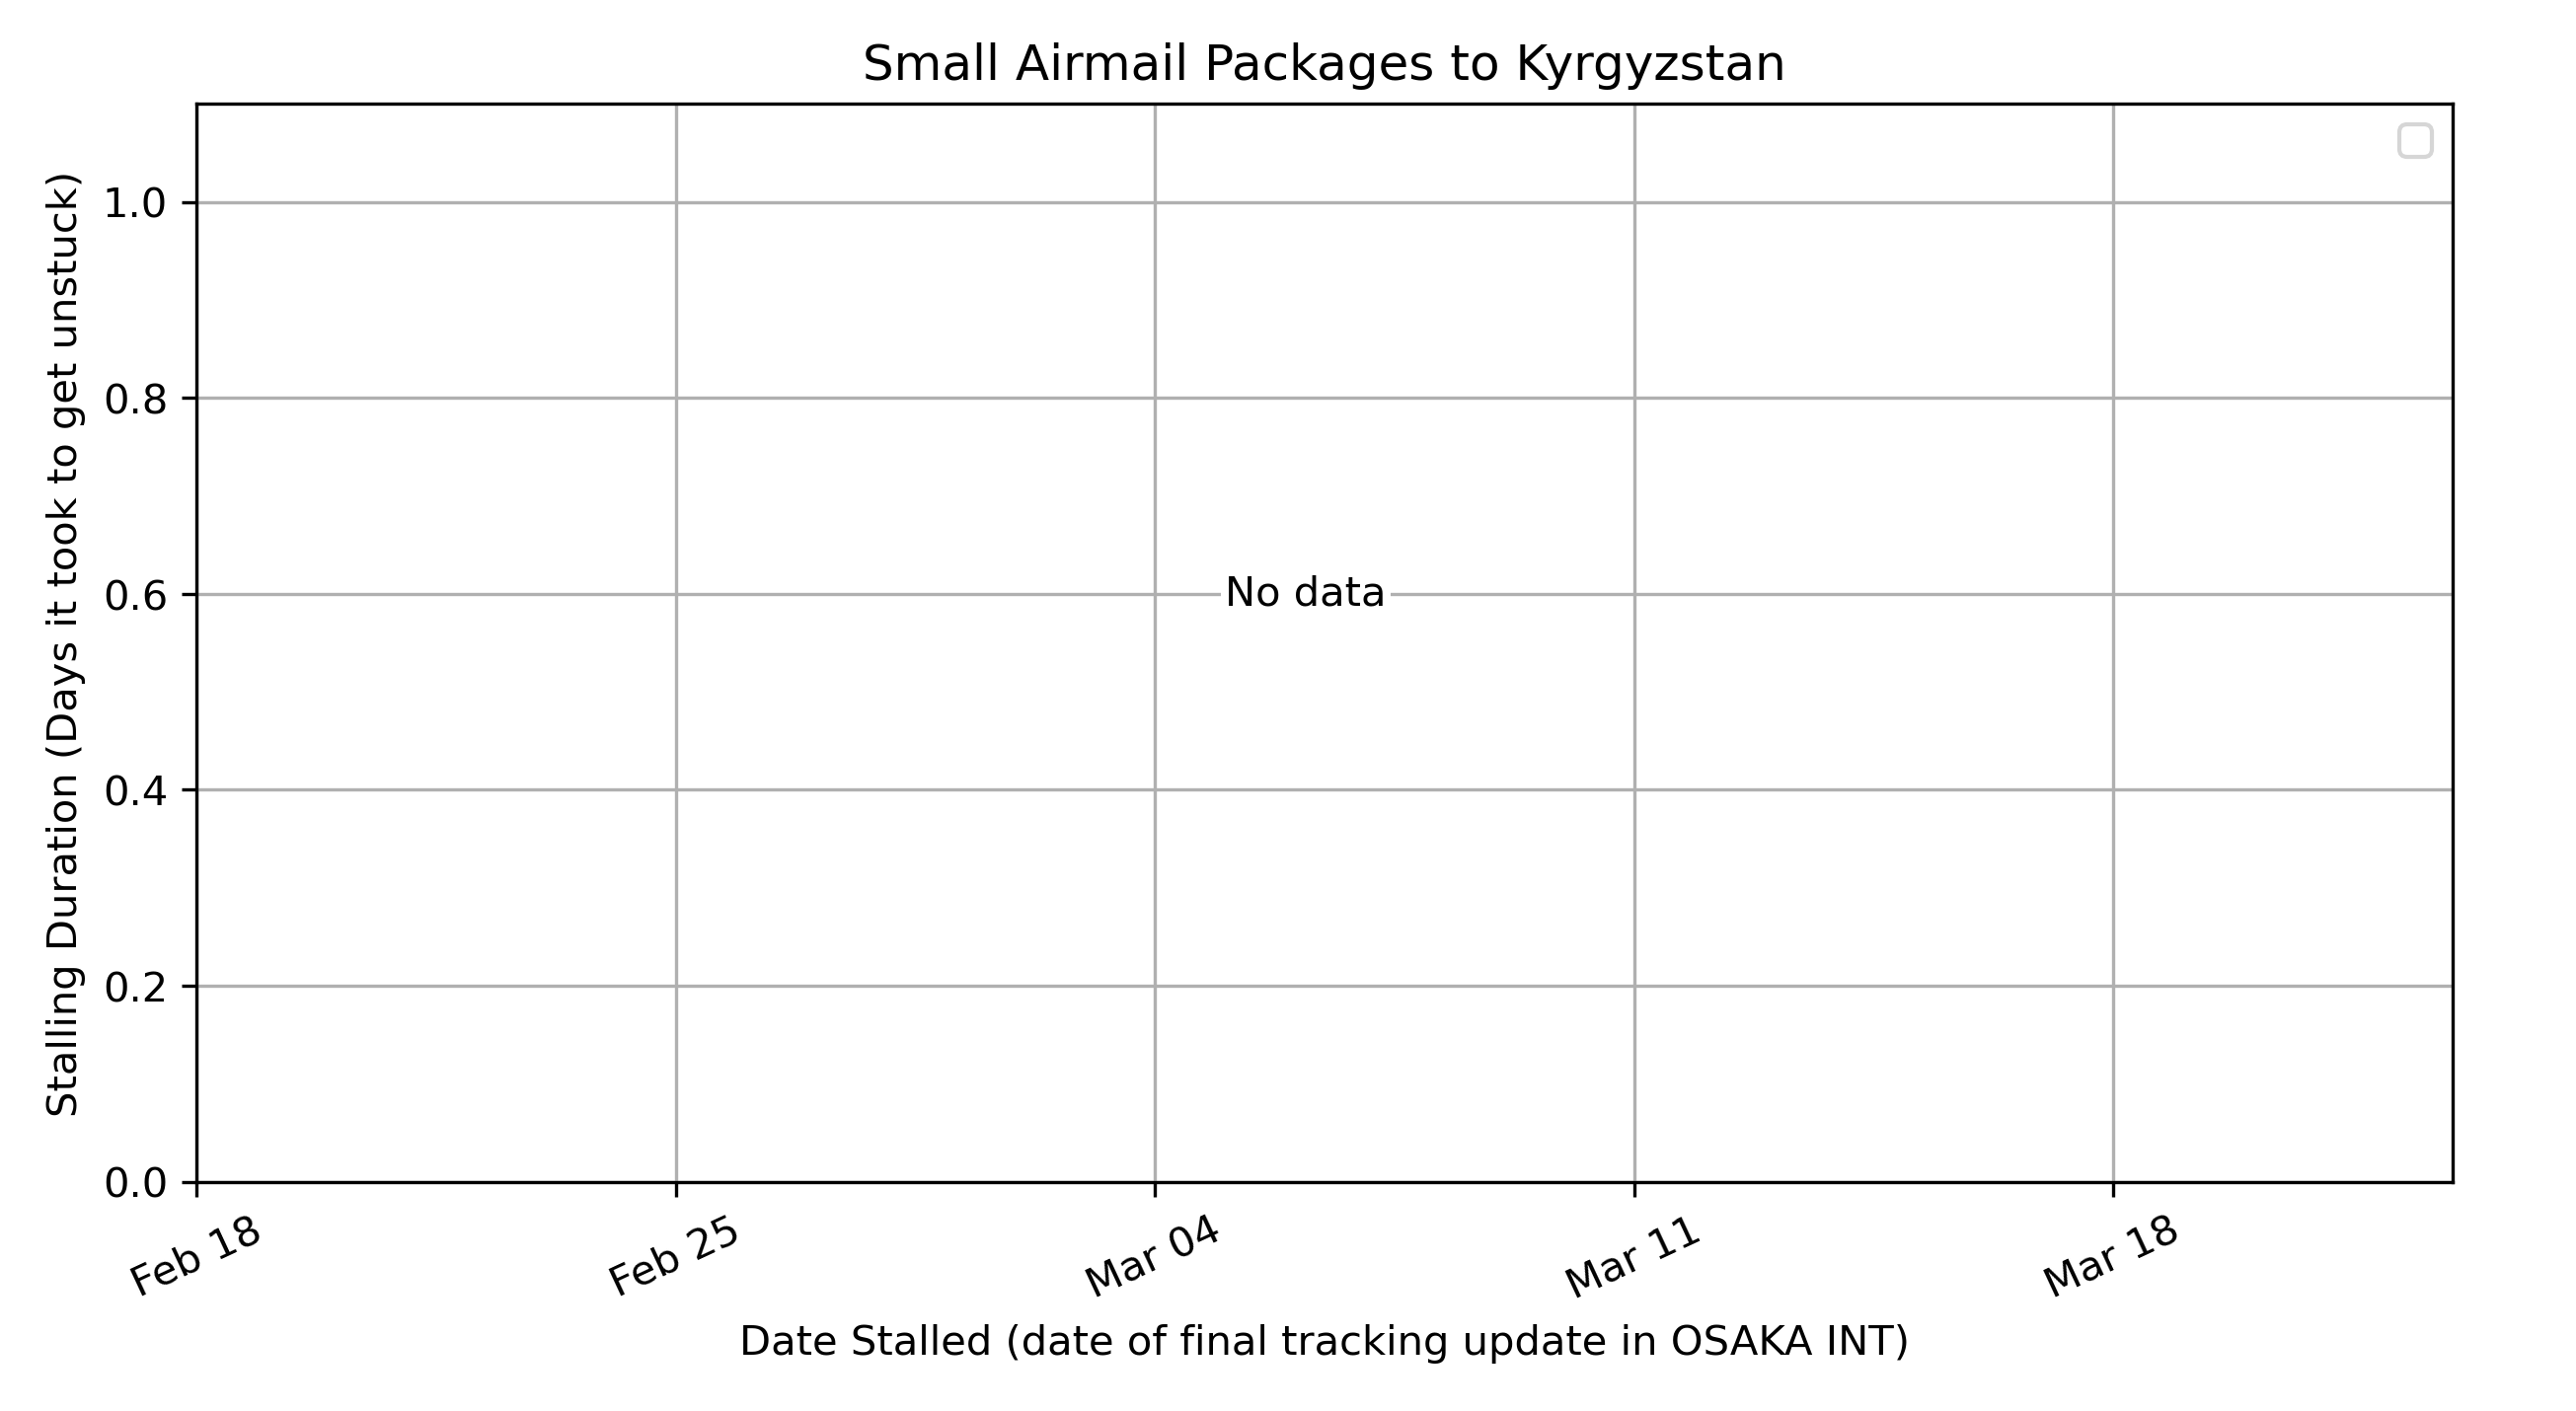 Small Airmail Packages to Kyrgyzstan
Stalling Duration (Days it took to get unstuck)
1.0
0.8
0.6
0.4
0.2
0.0
No data
Feb 18
Feb 25
Mar 04
Mar 11
Mar 18
Date Stalled (date of final tracking update in OSAKA INT)